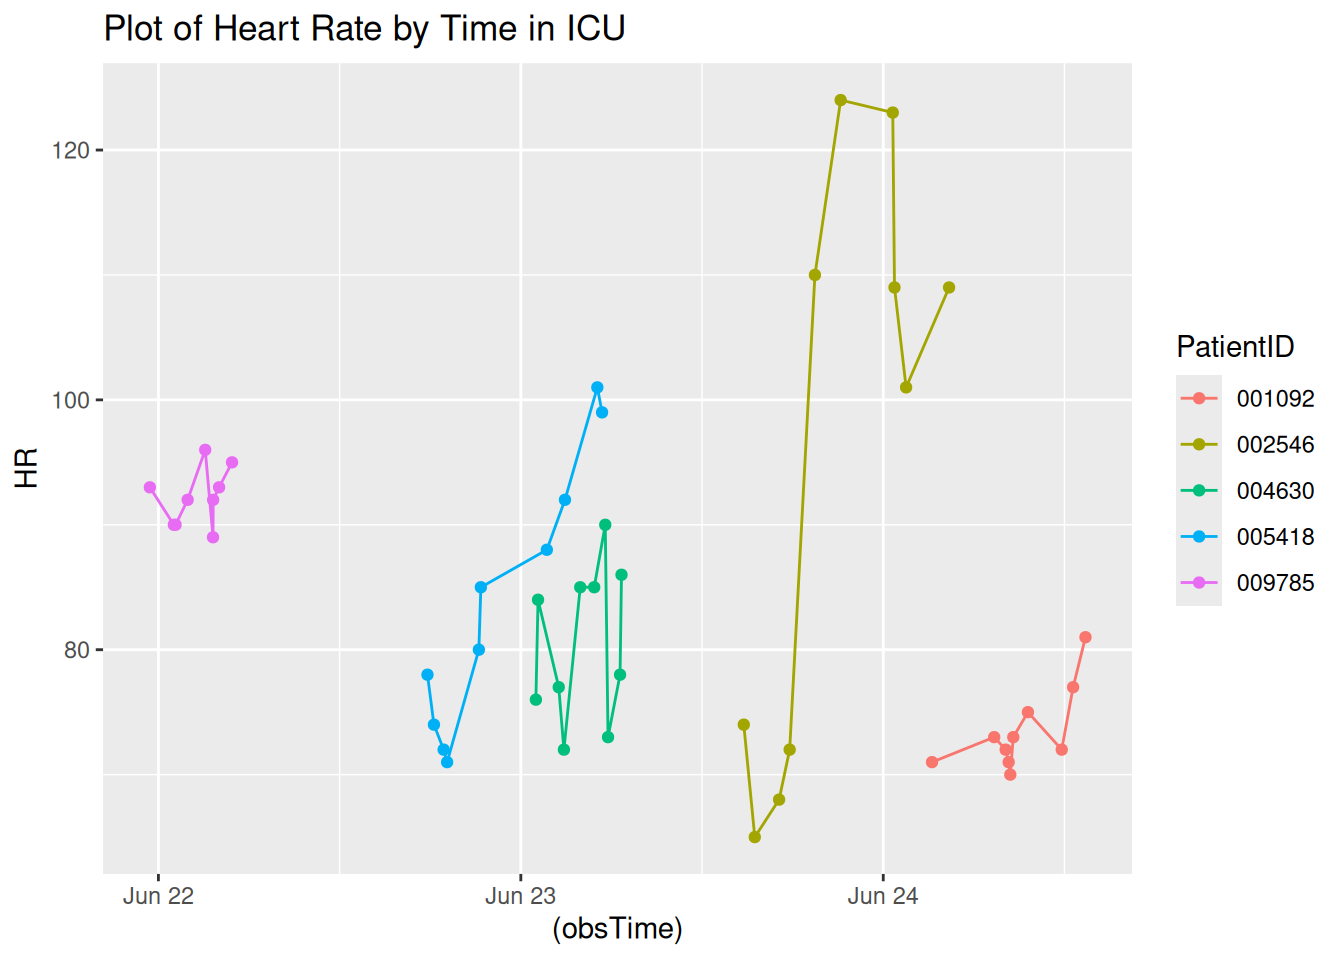 Plot of Heart Rate by Time in ICU
120
100
80
HR
Jun 22
Jun 23
Jun 24
(obsTime)
PatientID
001092
002546
004630
005418
009785